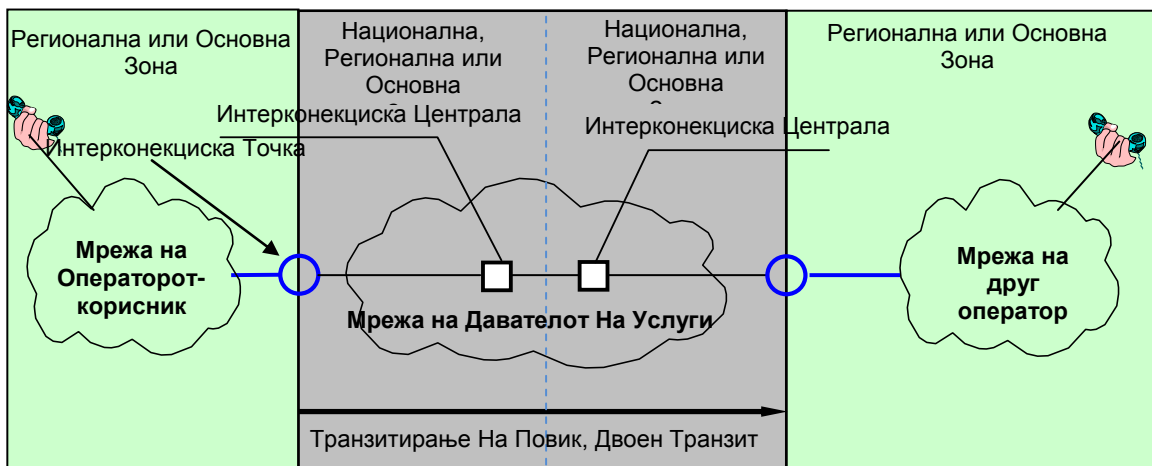 Регионална или Основна
Зона
Национална,
Регионална или
Основна
Национална,
Регионална или
Основна
Регионална или Основна
Зона
Интерконекциска Централа
Интерконекциска Централа
Интерконекциска Точка
Мрежа на
Операторот-
корисник
Мрежа на Давателот На Услуги
Мрежа на
друг
оператор
Транзитирање На Повик, Двоен Транзит